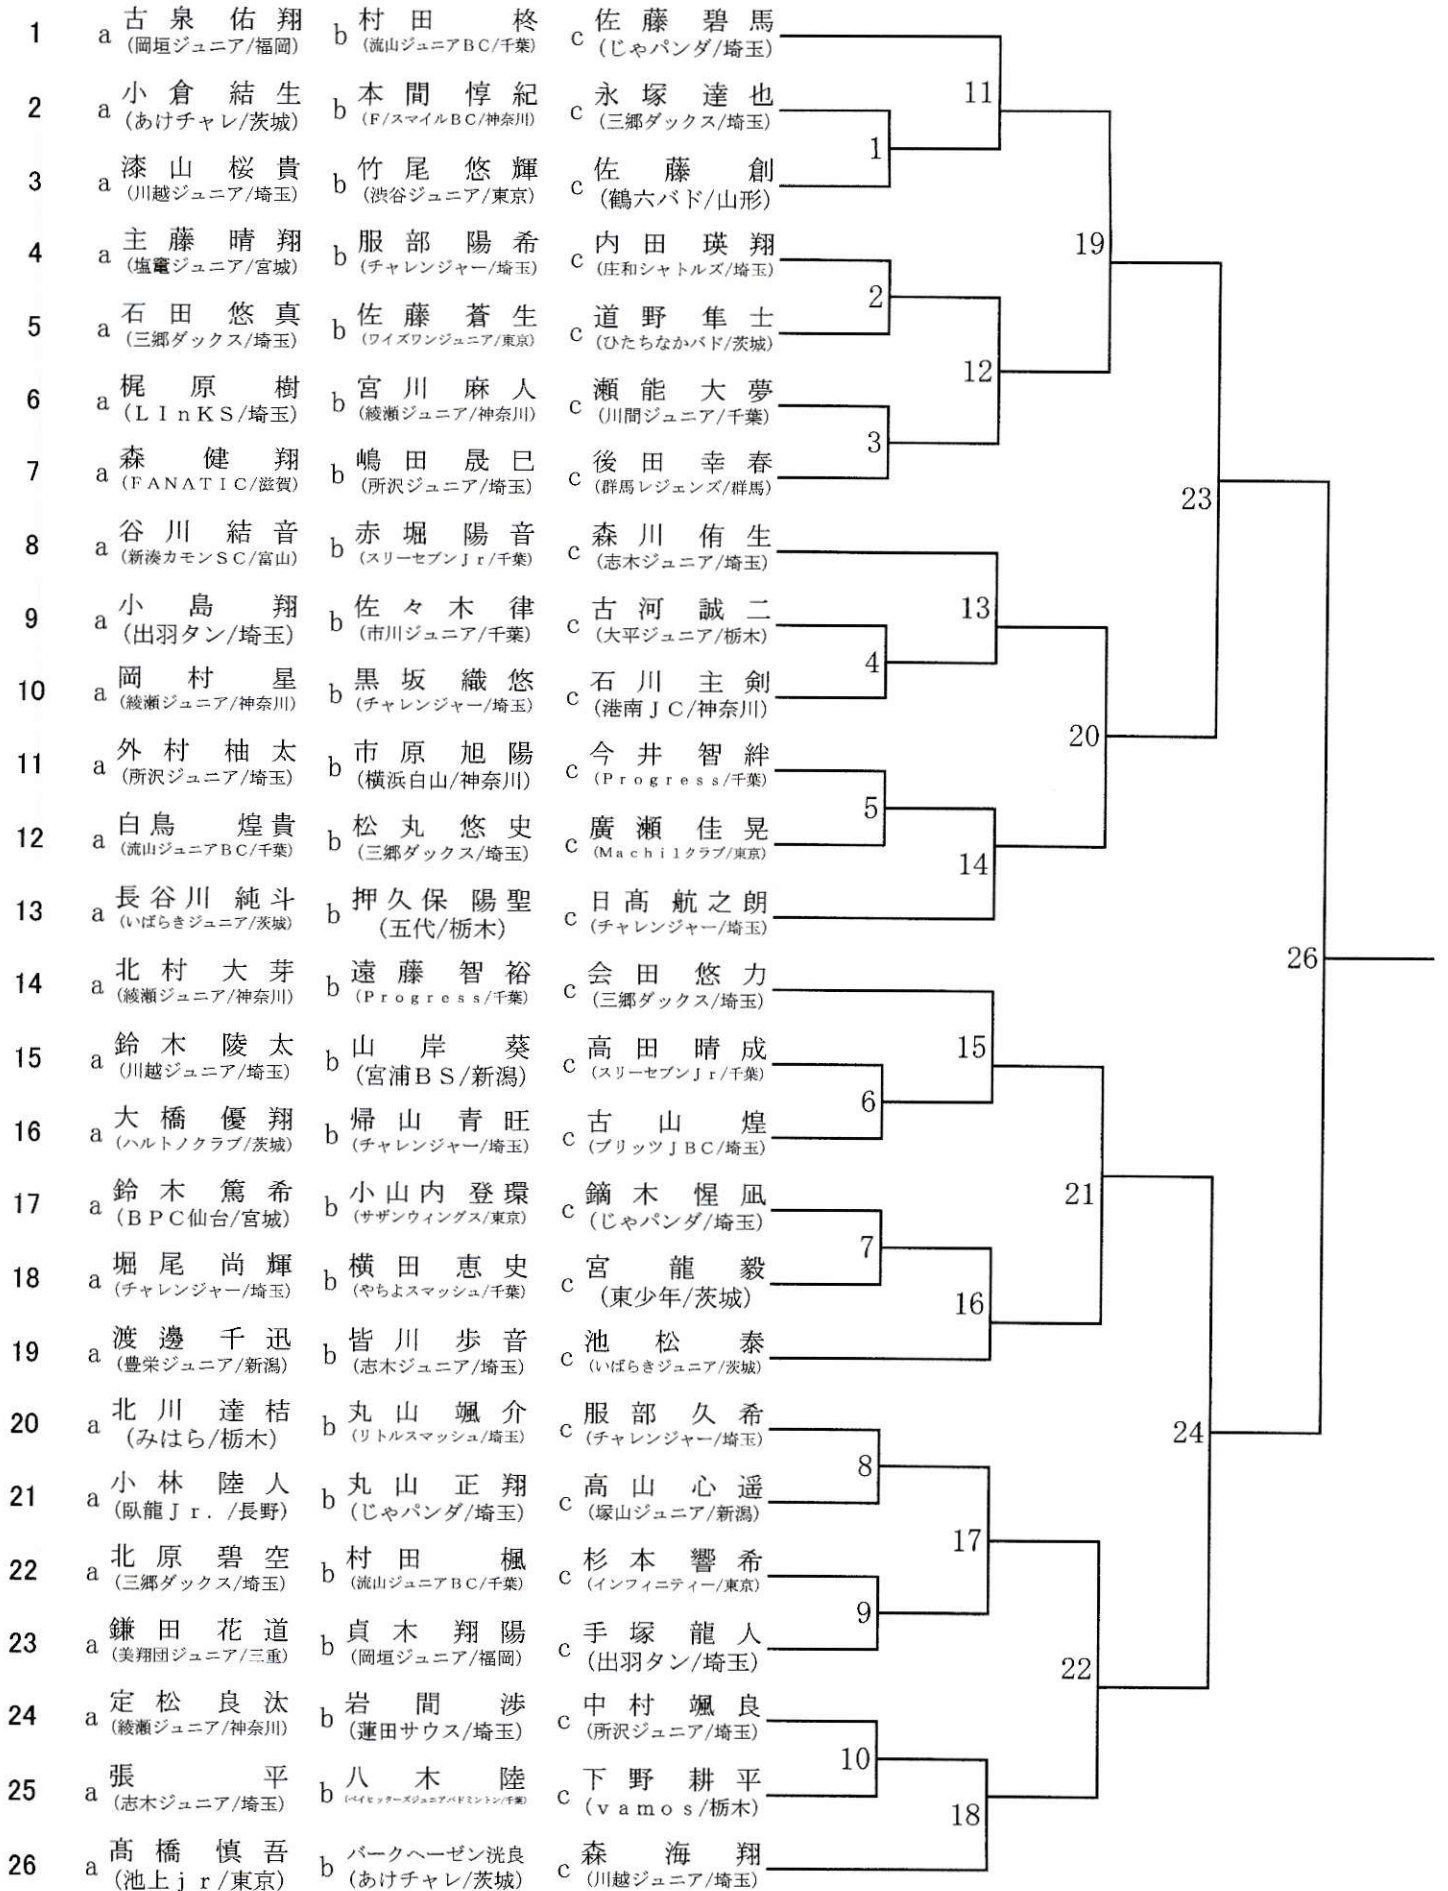 1 a 古泉 佑翔 b 村田 柊 c 佐藤碧馬
(岡垣ジュニア/福岡) (流山ジュニアBC/千葉) (じゃパンダ/埼玉)
11
2 a 小倉 結生 b 本間 惇紀 c 永塚達也
(あけチャレ/茨城) (F/スマイルBC/神奈川) (三郷ダックス/埼玉)
1
3 a 漆山 桜貴 b 竹尾 悠輝 c 佐藤 創
(川越ジュニア/埼玉) (渋谷ジュニア/東京) (鶴六バド/山形)
4 a 主藤 晴翔 b 服部 陽希 c 内田 瑛翔
19
(塩竈ジュニア/宮城) (チャレンジャー/埼玉) (庄和シャトルズ/埼玉)
2
5 a 石田 悠真 b 佐藤 蒼生 c 道野 隼士
(三郷ダックス/埼玉) (ワイズワンジュニア/東京) (ひたちなかバド/茨城)
12
6 a 梶原 樹 b 宮川 麻人 c 瀬能 大夢
(LInKS/埼玉) (綾瀬ジュニア/神奈川) (川間ジュニア/千葉)
3
7 a 森 健翔 b 嶋田 晟巳 c 後田 幸春
(FANATIC/滋賀) (所沢ジュニア/埼玉) (群馬レジェンズ/群馬)
23
8 a 谷川 結音 b 赤堀 陽音 c 森川 侑生
(新湊カモンSC/富山) (スリーセブンJr/千葉) (志木ジュニア/埼玉)
13
9 a 小島 翔 b 佐々木 律 c 古河 誠二
(出羽タン/埼玉) (市川ジュニア/千葉) (大平ジュニア/栃木)
4
10 a 岡村 星 b 黒坂 織悠 c 石川 主剣
(綾瀬ジュニア/神奈川) (チャレンジャー/埼玉) (港南JC/神奈川)
20
11 a 外村 柚太 b 市原 旭陽 c 今井 智絆
(所沢ジュニア/埼玉) (横浜白山/神奈川) (Progress/千葉)
5
12 a 白鳥 煌貴 b 松丸 悠史 c 廣瀬 佳晃
(流山ジュニアBC/千葉) (三郷ダックス/埼玉) (Machi1クラブ/東京)
14
13 a 長谷川 純斗 b 押久保 陽聖 c 日髙 航之朗
(いばらきジュニア/茨城) (五代/栃木) (チャレンジャー/埼玉)
26
14 a 北村 大芽 b 遠藤 智裕 c 会田 悠力
(綾瀬ジュニア/神奈川) (Progress/千葉) (三郷ダックス/埼玉)
15
15 a 鈴木 陵太 b 山岸 葵 c 高田 晴成
(川越ジュニア/埼玉) (宮浦BS/新潟) (スリーセブンJr/千葉)
6
16 a 大橋 優翔 b 帰山 青旺 c 古山 煌
(ハルトノクラブ/茨城) (チャレンジャー/埼玉) (ブリッツJBC/埼玉)
17 a 鈴木 篤希 b 小山内 登環 c 鏑木 惺凪
21
(BPC仙台/宮城) (サザンウィングス/東京) (じゃパンダ/埼玉)
7
18 a 堀尾 尚輝 b 横田 恵史 c 宮 龍毅
(チャレンジャー/埼玉) (やちよスマッシュ/千葉) (東少年/茨城)
16
19 a 渡邊 千迅 b 皆川 歩音 c 池松 泰
(豊栄ジュニア/新潟) (志木ジュニア/埼玉) (いばらきジュニア/茨城)
20 a 北川 達桔 b 丸山 颯介 c 服部 久希
(みはら/栃木) (リトルスマッシュ/埼玉) (チャレンジャー/埼玉)
24
8
21 a 小林 陸人 b 丸山 正翔 c 高山 心遥
(臥龍Jr./長野) (じゃパンダ/埼玉) (塚山ジュニア/新潟)
17
22 a 北原 碧空 b 村田 楓 c 杉本 響希
(三郷ダックス/埼玉) (流山ジュニアBC/千葉) (インフィニティー/東京)
9
23 a 鎌田 花道 b 貞木 翔陽 c 手塚 龍人
(美翔団ジュニア/三重) (岡垣ジュニア/福岡) (出羽タン/埼玉)
22
24 a 定松 良汰 b 岩間 渉 c 中村 颯良
(綾瀬ジュニア/神奈川) (蓮田サウス/埼玉) (所沢ジュニア/埼玉)
10
25 a 張 平 b 八木 陸 c 下野 耕平
(志木ジュニア/埼玉) (ベイヒッターズジュニアバドミントン/千葉) (vamos/栃木)
18
26 a 髙橋 慎吾 b バークヘーゼン洸良 c 森 海翔
(池上jr/東京) (あけチャレ/茨城) (川越ジュニア/埼玉)